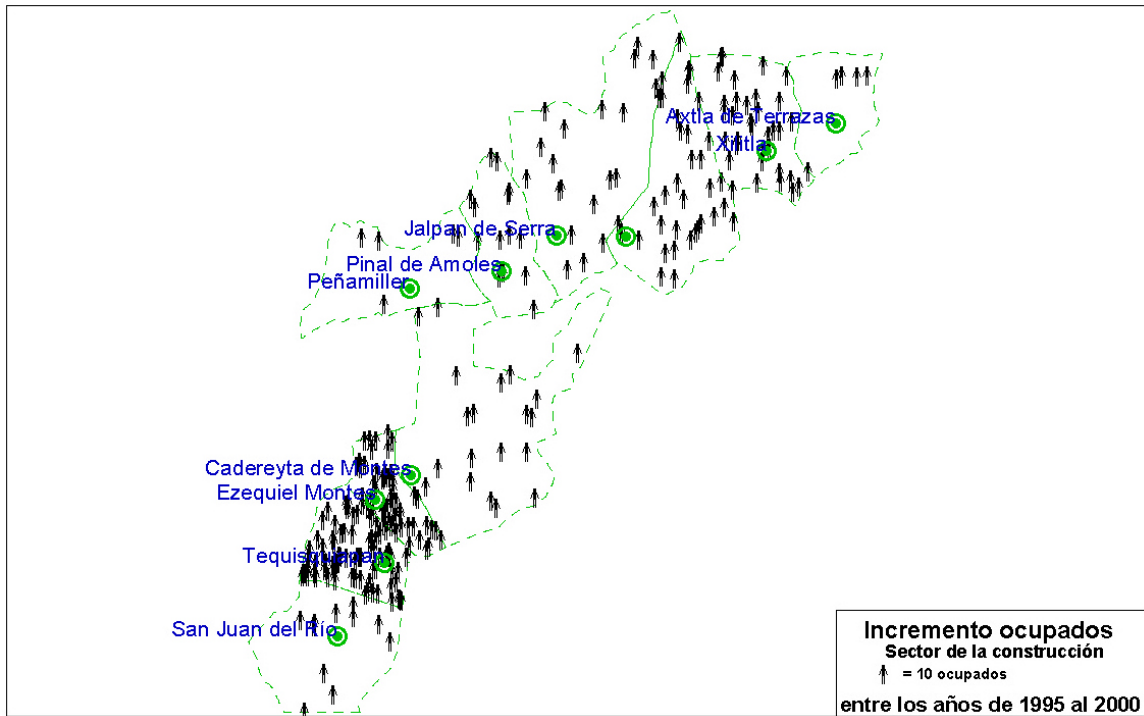 Axtla de Terrazas
Xilitla
Jalpan de Serra
Pinal de Amoles
Peñamiller
Cadereyta de Montes
Ezequiel Montes
Tequisquiapan
San Juan del Río
Incremento ocupados
Sector de la construcción
= 10 ocupados
entre los años de 1995 al 2000